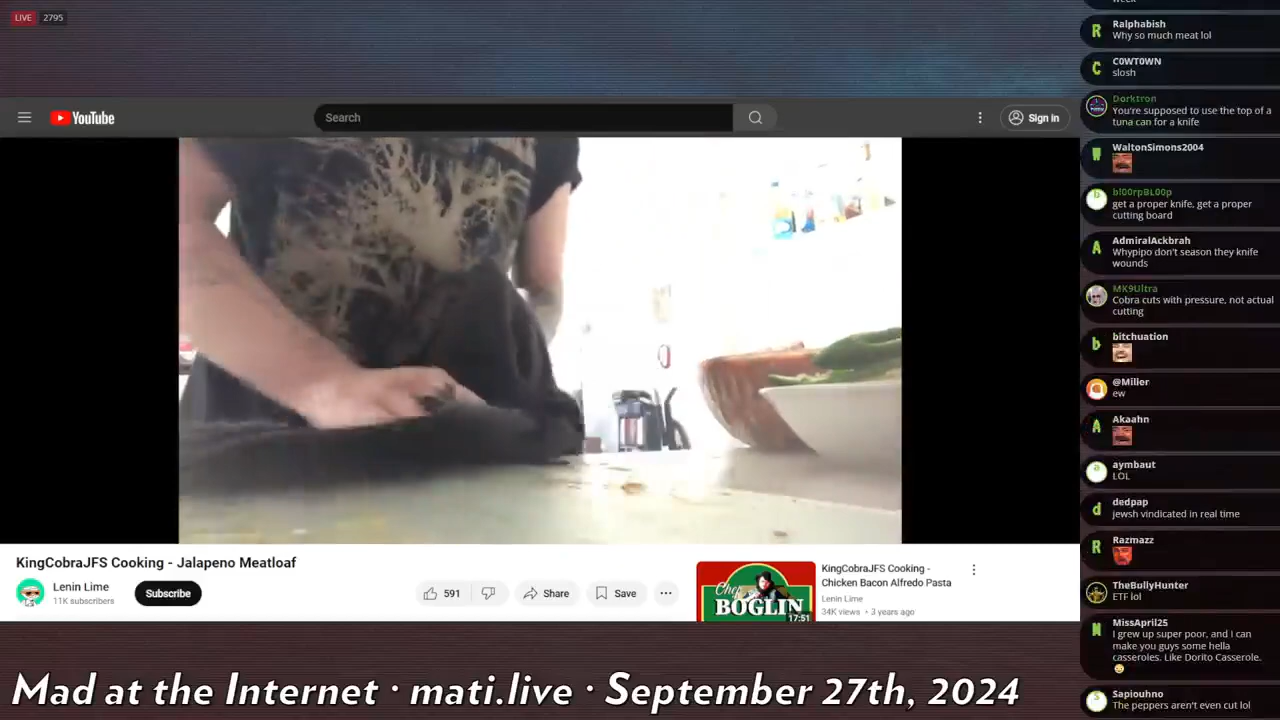 LIVE 2795
YouTube
Search
Sign in
KingCobraJFS Cooking - Jalapeno Meatloaf
Lenin Lime
11K subscribers
Subscribe
591
Share
Save
Chef
BOGLIN
17:51
KingCobraJFS Cooking -
Chicken Bacon Alfredo Pasta
Lenin Lime
34K views • 3 years ago
Mad at the Internet · mati.live · September 27th, 2024
week
R
Ralphabish
Why so much meat lol
C
C0WT0WN
slosh
Dorktron
You're supposed to use the top of a
tuna can for a knife
W
WaltonSimons2004
b
b!00rpBL00p
get a proper knife, get a proper
cutting board
A
AdmiralAckbrah
Whypipo don't season they knife
wounds
MK9Ultra
Cobra cuts with pressure, not actual
cutting
b
bitchuation
@Miller
ew
A
Akaahn
a
aymbaut
LOL
d
dedpap
jewsh vindicated in real time
R
Razmazz
TheBullyHunter
ETF lol
M
MissApril25
I grew up super poor, and i can
make you guys some hella
casseroles. Like Dorito Casserole.
s
Sapiouhno
The peppers aren't even cut lol